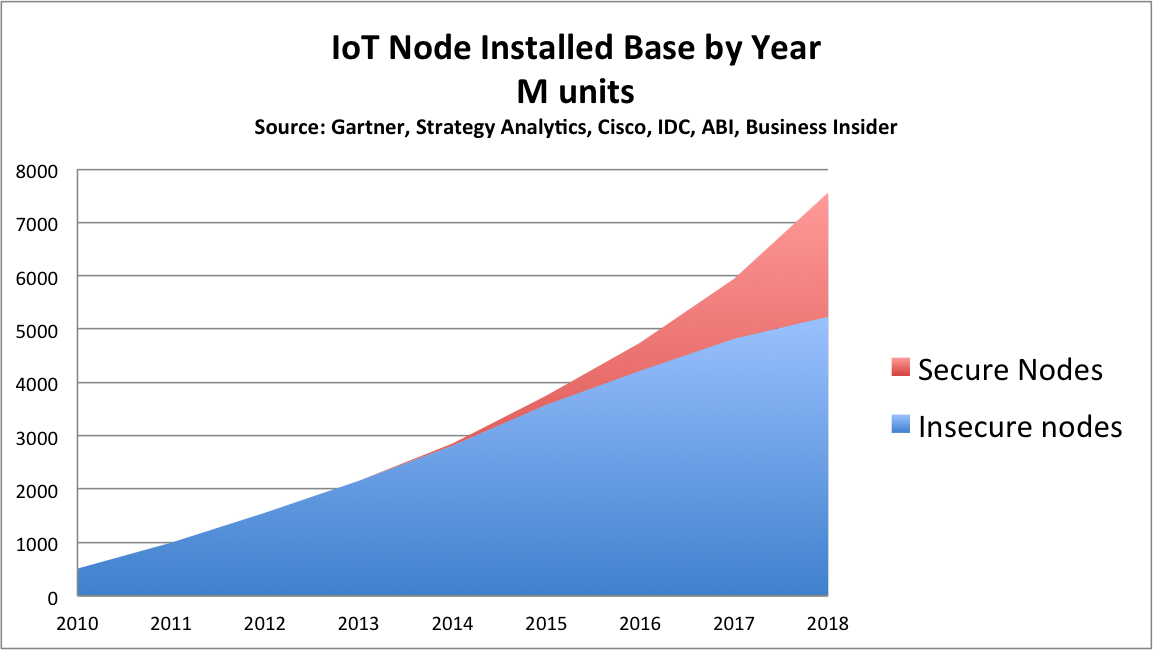 IoT Node Installed Base by Year
M units
Source: Gartner, Strategy Analytics, Cisco, IDC, ABI, Business Insider
8000
7000
6000
5000
4000
3000
2000
1000
0
2010 2011 2012 2013 2014 2015 2016 2017 2018
Secure Nodes
Insecure nodes